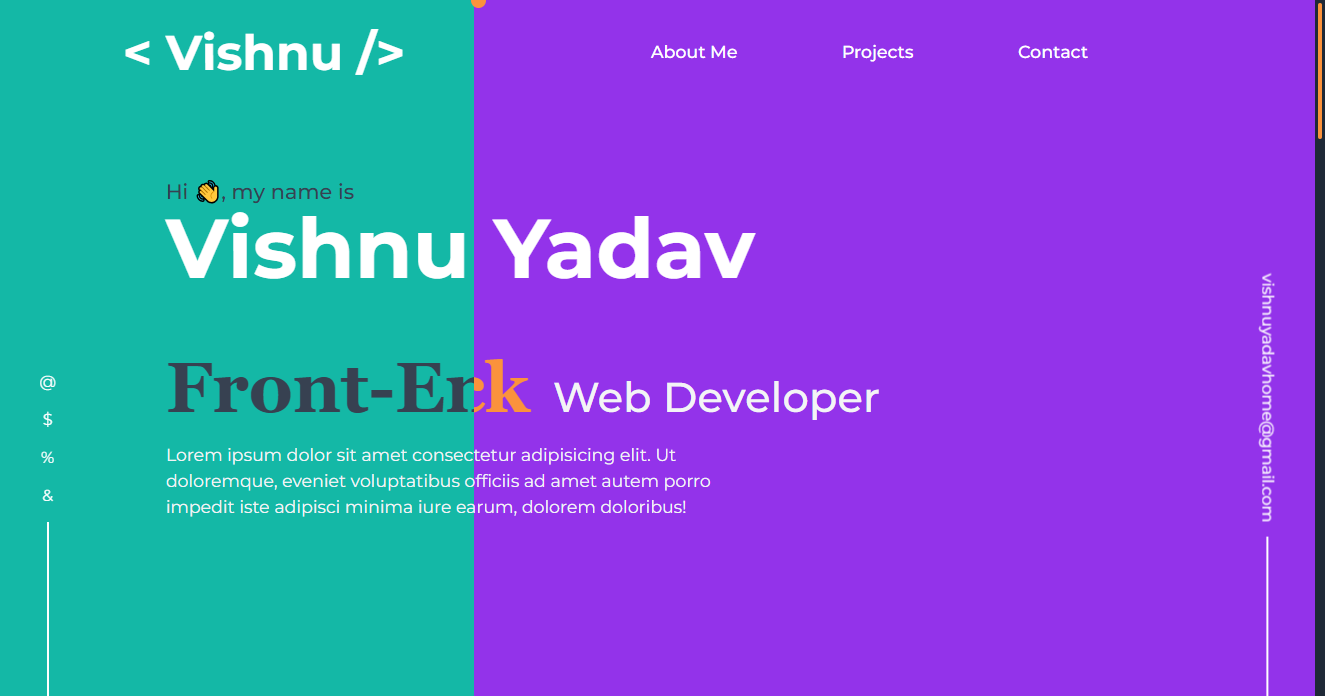 < Vishnu />
About Me
Projects
Contact
Hi 👋, my name is
Vishnu Yadav
Front-Erck Web Developer
Lorem ipsum dolor sit amet consectetur adipisicing elit. Ut
doloremque, eveniet voluptatibus officiis ad amet autem porro
impedit iste adipisci minima iure earum, dolorem doloribus!
@
$
%
&
vishnuyadavhome@gmail.com